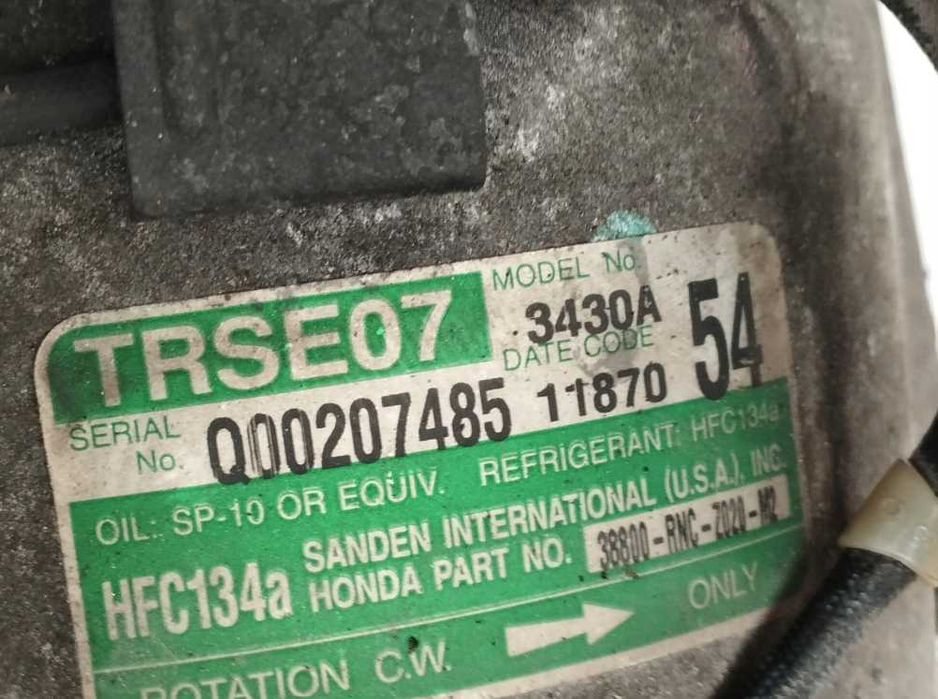 TRSE07
MODEL No.
3430A
DATE CODE
54
SERIAL No.
Q00207485
11870
OIL: SP-10 OR EQUIV. REFRIGERANT: HFC134a
HFC134a
SANDEN INTERNATIONAL (U.S.A.), INC.
HONDA PART NO. 38800-RNC-Z020-M2
ROTATION C.W. ONLY